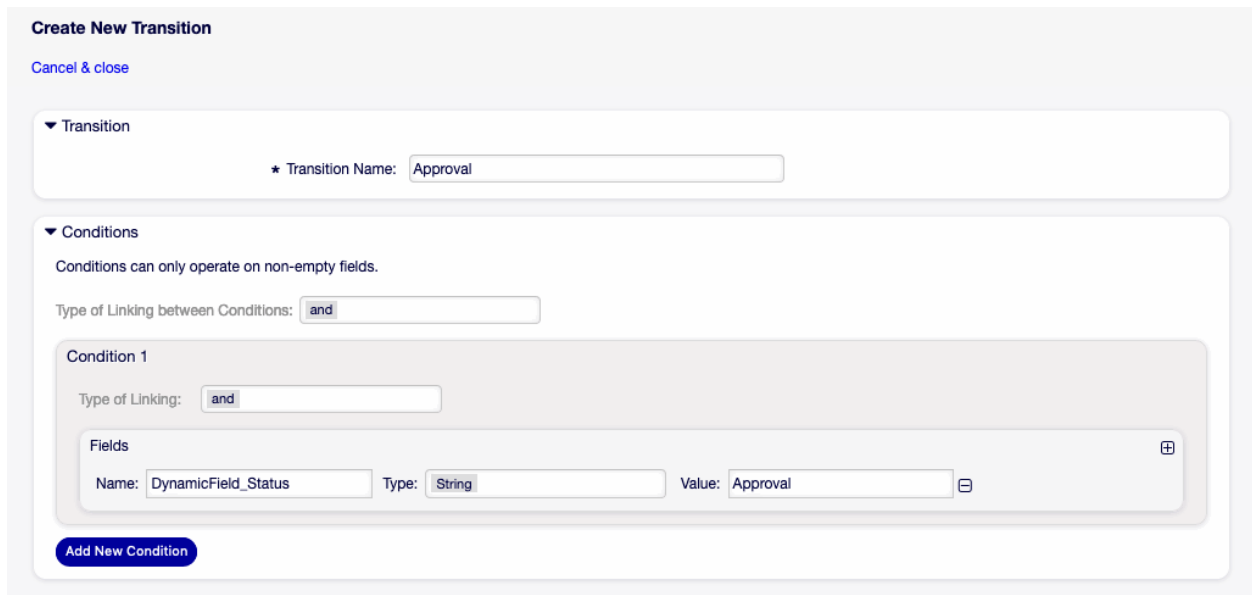 Create New Transition
Cancel & close
Transition
* Transition Name: Approval
Conditions
Conditions can only operate on non-empty fields.
Type of Linking between Conditions: and
Condition 1
Type of Linking: and
Fields
Name: DynamicField_Status Type: String Value: Approval
Add New Condition